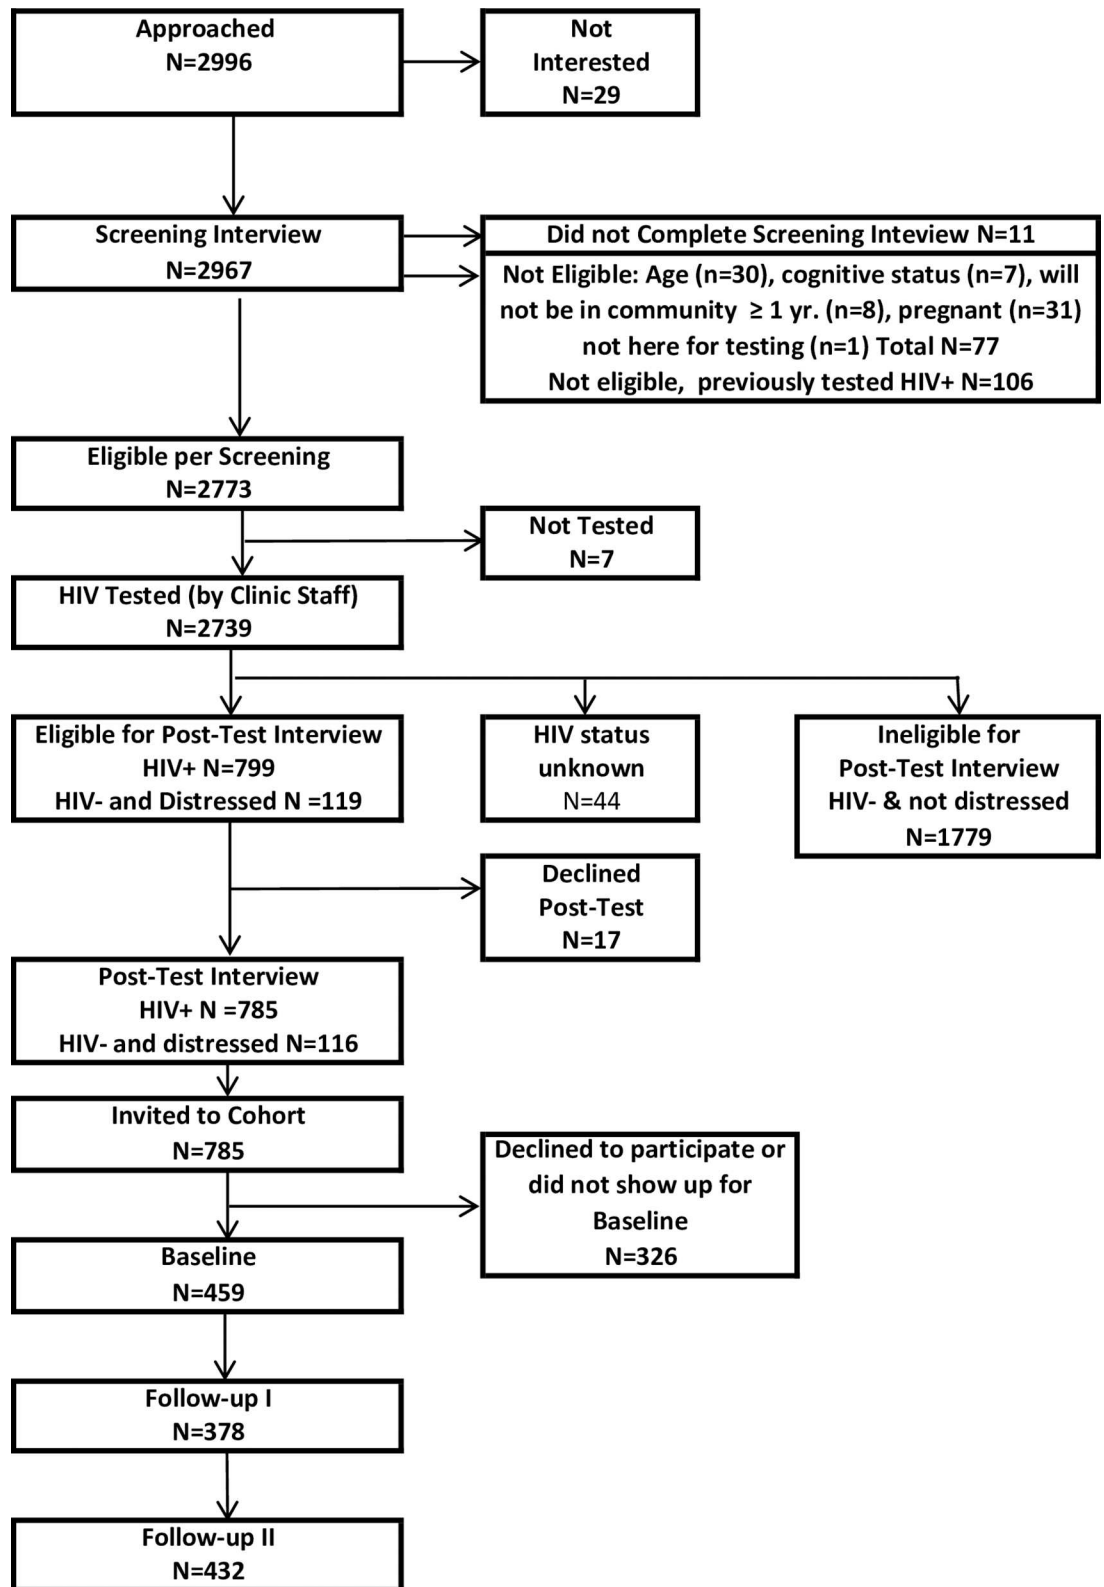 Approached
N=2996
Not
Interested
N=29
Screening Interview
N=2967
Did not Complete Screening Inteview N=11
Not Eligible: Age (n=30), cognitive status (n=7), will
not be in community ≥ 1 yr. (n=8), pregnant (n=31)
not here for testing (n=1) Total N=77
Not eligible, previously tested HIV+ N=106
Eligible per Screening
N=2773
Not Tested
N=7
HIV Tested (by Clinic Staff)
N=2739
Eligible for Post-Test Interview
HIV+ N=799
HIV- and Distressed N =119
HIV status
unknown
N=44
Ineligible for
Post-Test Interview
HIV- & not distressed
N=1779
Declined
Post-Test
N=17
Post-Test Interview
HIV+ N =785
HIV- and distressed N=116
Invited to Cohort
N=785
Declined to participate or
did not show up for
Baseline
N=326
Baseline
N=459
Follow-up I
N=378
Follow-up II
N=432